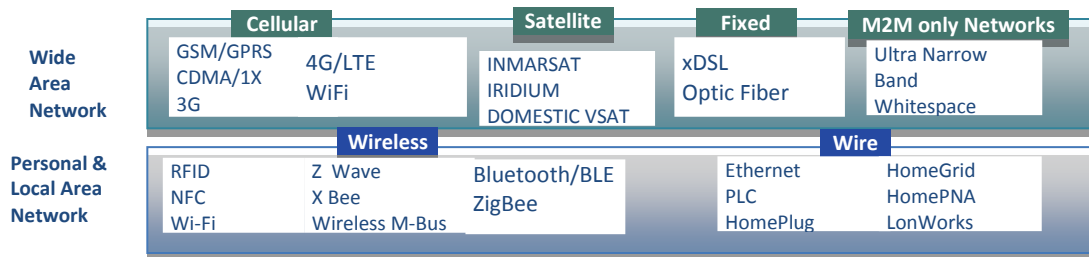 Cellular
Satellite
Fixed
M2M only Networks
Wide
Area
Network
GSM/GPRS
CDMA/1X
3G
4G/LTE
WiFi
INMARSAT
IRIDIUM
DOMESTIC VSAT
xDSL
Optic Fiber
Ultra Narrow
Band
Whitespace
Wireless
Wire
Personal &
Local Area
Network
RFID
NFC
Wi-Fi
Z Wave
X Bee
Wireless M-Bus
Bluetooth/BLE
ZigBee
Ethernet
PLC
HomePlug
HomeGrid
HomePNA
LonWorks